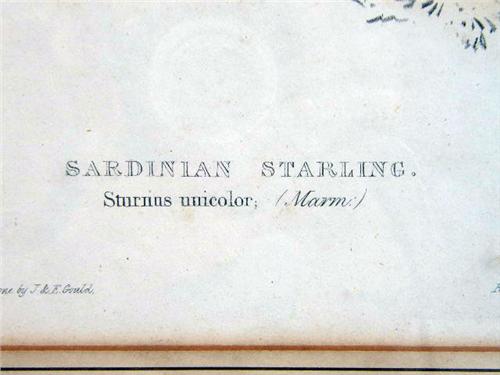 SARDINIAN STARLING.
Sturnus unicolor; (Marm:)
by J. & E. Gould.